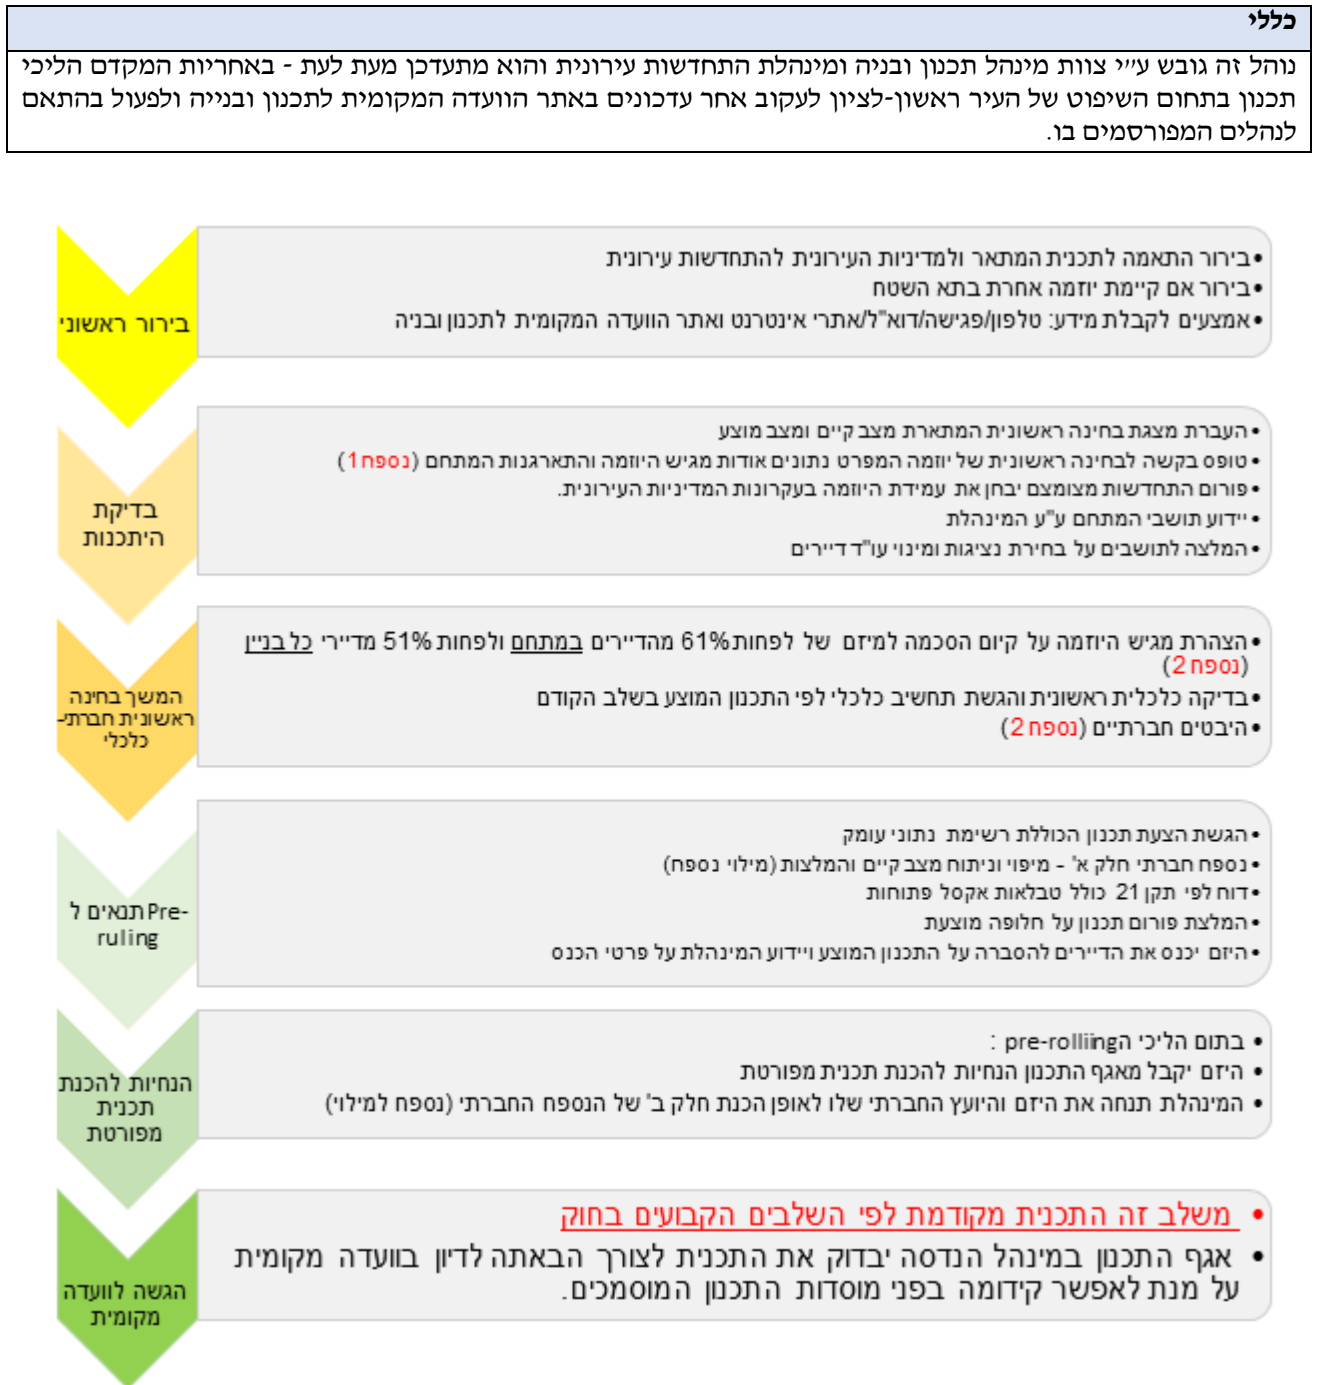 כללי
נוהל זה גובש ע״י צוות מינהל תכנון ובניה ומינהלת התחדשות עירונית והוא מתעדכן מעת לעת - באחריות המקדם הליכי
תכנון בתחום השיפוט של העיר ראשון-לציון לעקוב אחר עדכונים באתר הוועדה המקומית לתכנון ובנייה ולפעול בהתאם
לנהלים המפורסמים בו.
בירור ראשוני
•בירור התאמה לתכנית המתאר ולמדיניות העירונית להתחדשות עירונית
•בירור אם קיימת יוזמה אחרת בתא השטח
•אמצעים לקבלת מידע: טלפון/פגישה/דוא"ל/אתרי אינטרנט ואתר הוועדה המקומית לתכנון ובניה
בדיקת
היתכנות
•העברת מצגת בחינה ראשונית המתארת מצב קיים ומצב מוצע
•טופס בקשה לבחינה ראשונית של יוזמה המפרט נתונים אודות מגיש היוזמה והתארגנות המתחם (נספח 1)
•פורום התחדשות מצומצם יבחן את עמידת היוזמה בעקרונות המדיניות העירונית.
•יידוע תושבי המתחם ע"ע המינהלת
•המלצה לתושבים על בחירת נציגות ומינוי עו"ד דיירים
המשך בחינה
ראשונית חברתי-
כלכלי
•הצהרת מגיש היוזמה על קיום הסכמה למיזם של לפחות 61% מהדיירים במתחם ולפחות 51% מדיירי כל בניין
(נספח 2)
•בדיקה כלכלית ראשונית והגשת תחשיב כלכלי לפי התכנון המוצע בשלב הקודם
•היבטים חברתיים (נספח 2)
תנאים ל Pre-
ruling
•הגשת הצעת תכנון הכוללת רשימת נתוני עומק
•נספח חברתי חלק א' - מיפוי וניתוח מצב קיים והמלצות (מילוי נספח)
•דוח לפי תקן 21 כולל טבלאות אקסל פתוחות
•המלצת פורום תכנון על חלופה מוצעת
•היזם יכנס את הדיירים להסברה על התכנון המוצע ויידוע המינהלת על פרטי הכנס
הנחיות להכנת
תכנית
מפורטת
• בתום הליכי הpre-rolliing :
• היזם יקבל מאגף התכנון הנחיות להכנת תכנית מפורטת
• המינהלת תנחה את היזם והיועץ החברתי שלו לאופן הכנת חלק ב' של הנספח החברתי (נספח למילוי)
הגשה לוועדה
מקומית
• משלב זה התכנית מקודמת לפי השלבים הקבועים בחוק
• אגף התכנון במינהל הנדסה יבדוק את התכנית לצורך הבאתה לדיון בוועדה מקומית
על מנת לאפשר קידומה בפני מוסדות התכנון המוסמכים.